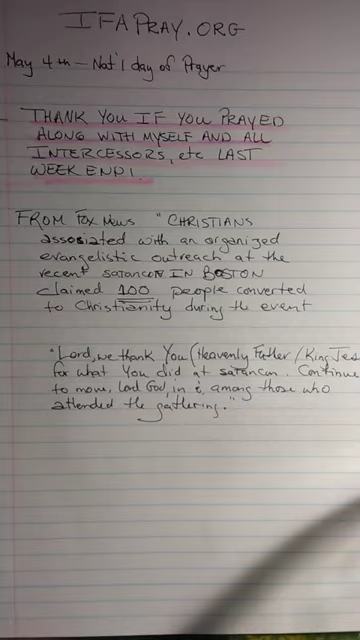 IFAPRAY.ORG
May 4th - Nat'l day of Prayer
- THANK YOU IF YOU PRAYED
ALONG WITH MYSELF AND ALL
INTERCESSORS, etc LAST
WEEK END!
FROM Fox News "CHRISTIANS
assosiated with an organized
evangelistic outreach at the
recent satancon IN BOSTON
claimed 100 people converted
to Christianity during the event
"Lord, we thank You (Heavenly Father / King Jes
for what You did at satancon. Continue
to move, Lord God, in &, among those who
attended the gathering."